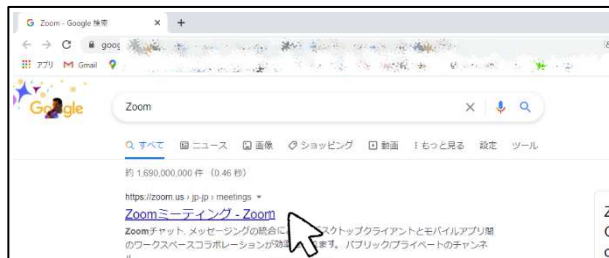 Zoom - Google 検索
goog
アプリ Gmail
Google
Zoom
すべて ニュース 画像 ショッピング 動画 もっと見る 設定 ツール
約 1,690,000,000 件 (0.46 秒)
https://zoom.us › jp-jp › meetings
Zoomミーティング - Zoom
Zoomチャット. メッセージングの統合に スクトップクライアントとモバイルアプリ間
のワークスペースコラボレーションが効 れます。 パブリック/プライベートのチャンネ